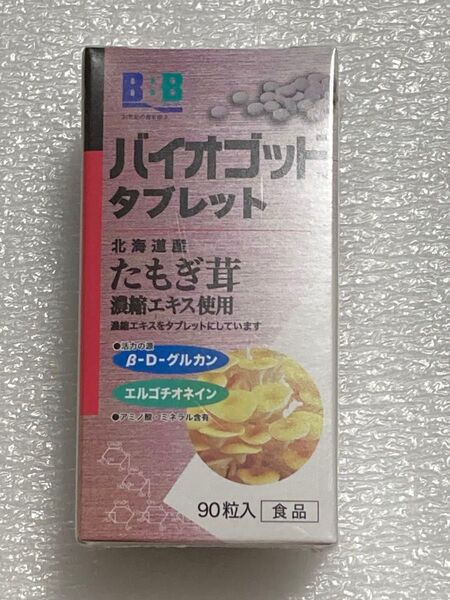 BBB
バイオゴッド
タブレット
北海道産
たもぎ茸
濃縮エキス使用
濃縮エキスをタブレットにしています
●活力の源
β-D-グルカン
エルゴチオネイン
●アミノ酸・ミネラル含有
90粒入 食品